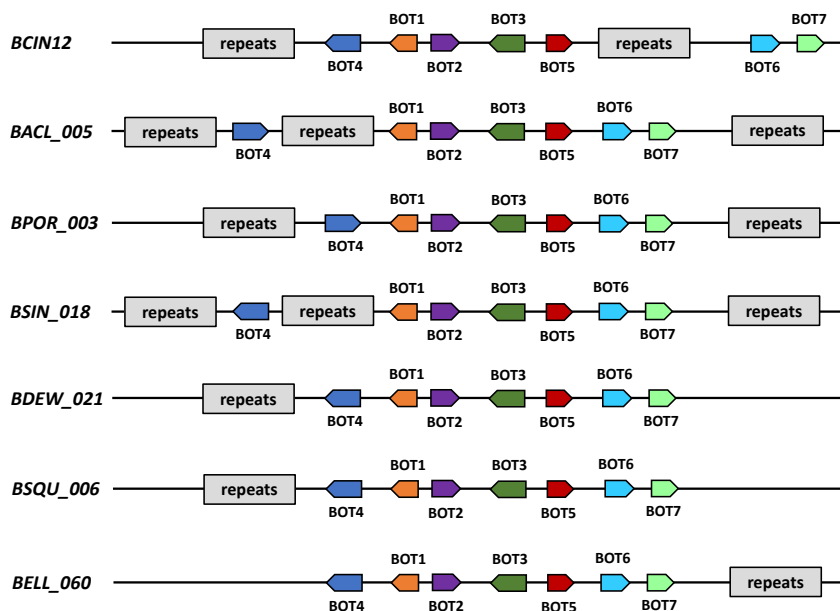 BOT7
BOT1 BOT3
BCIN12 repeats repeats
BOT4 BOT2 BOT5 BOT6
BOT1 BOT3 BOT6
BACL_005 repeats repeats repeats
BOT4 BOT2 BOT5 BOT7
BOT1 BOT3 BOT6
BPOR_003 repeats repeats
BOT4 BOT2 BOT5 BOT7
BOT1 BOT3 BOT6
BSIN_018 repeats repeats repeats
BOT4 BOT2 BOT5 BOT7
BOT1 BOT3 BOT6
BDEW_021 repeats
BOT4 BOT2 BOT5 BOT7
BOT1 BOT3 BOT6
BSQU_006 repeats
BOT4 BOT2 BOT5 BOT7
BOT1 BOT3 BOT6
BELL_060 repeats
BOT4 BOT2 BOT5 BOT7